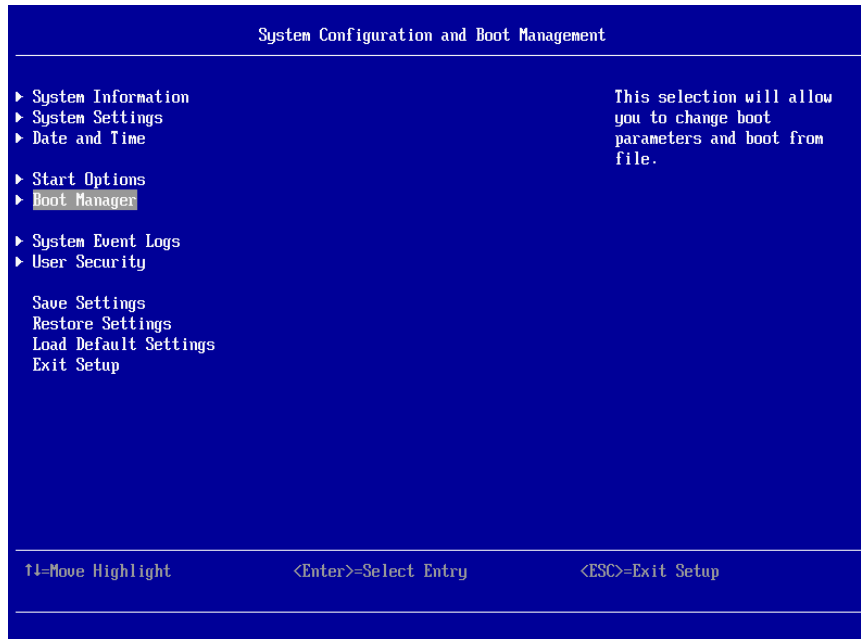 System Configuration and Boot Management
System Information
System Settings
Date and Time
Start Options
Boot Manager
System Event Logs
User Security
Save Settings
Restore Settings
Load Default Settings
Exit Setup
This selection will allow
you to change boot
parameters and boot from
file.
↑↓=Move Highlight <Enter>=Select Entry <ESC>=Exit Setup